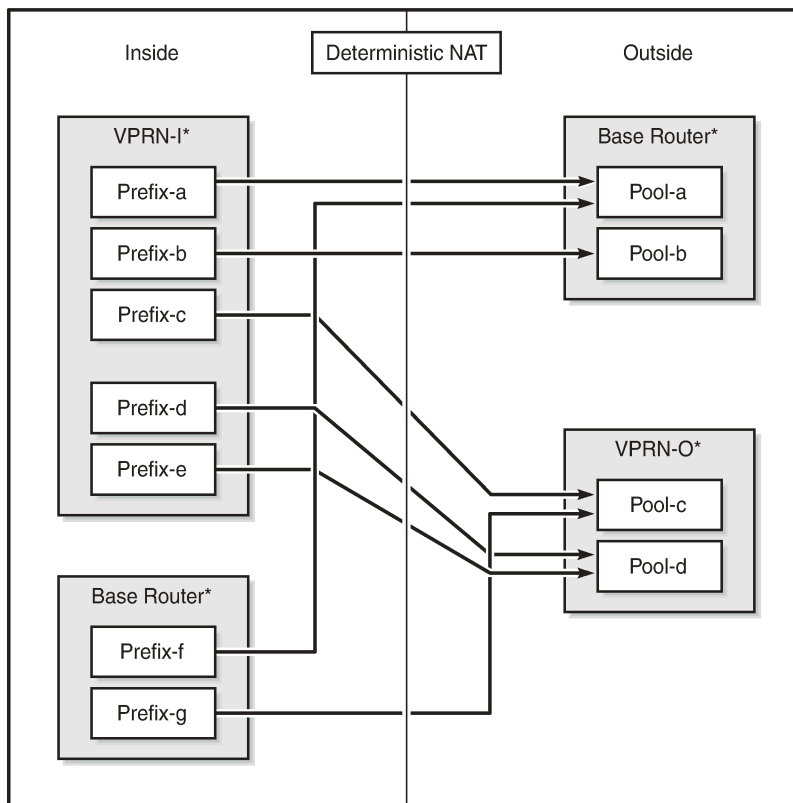 Inside
Deterministic NAT
Outside
VPRN-I*
Prefix-a
Prefix-b
Prefix-c
Prefix-d
Prefix-e
Base Router*
Prefix-f
Prefix-g
Base Router*
Pool-a
Pool-b
VPRN-O*
Pool-c
Pool-d